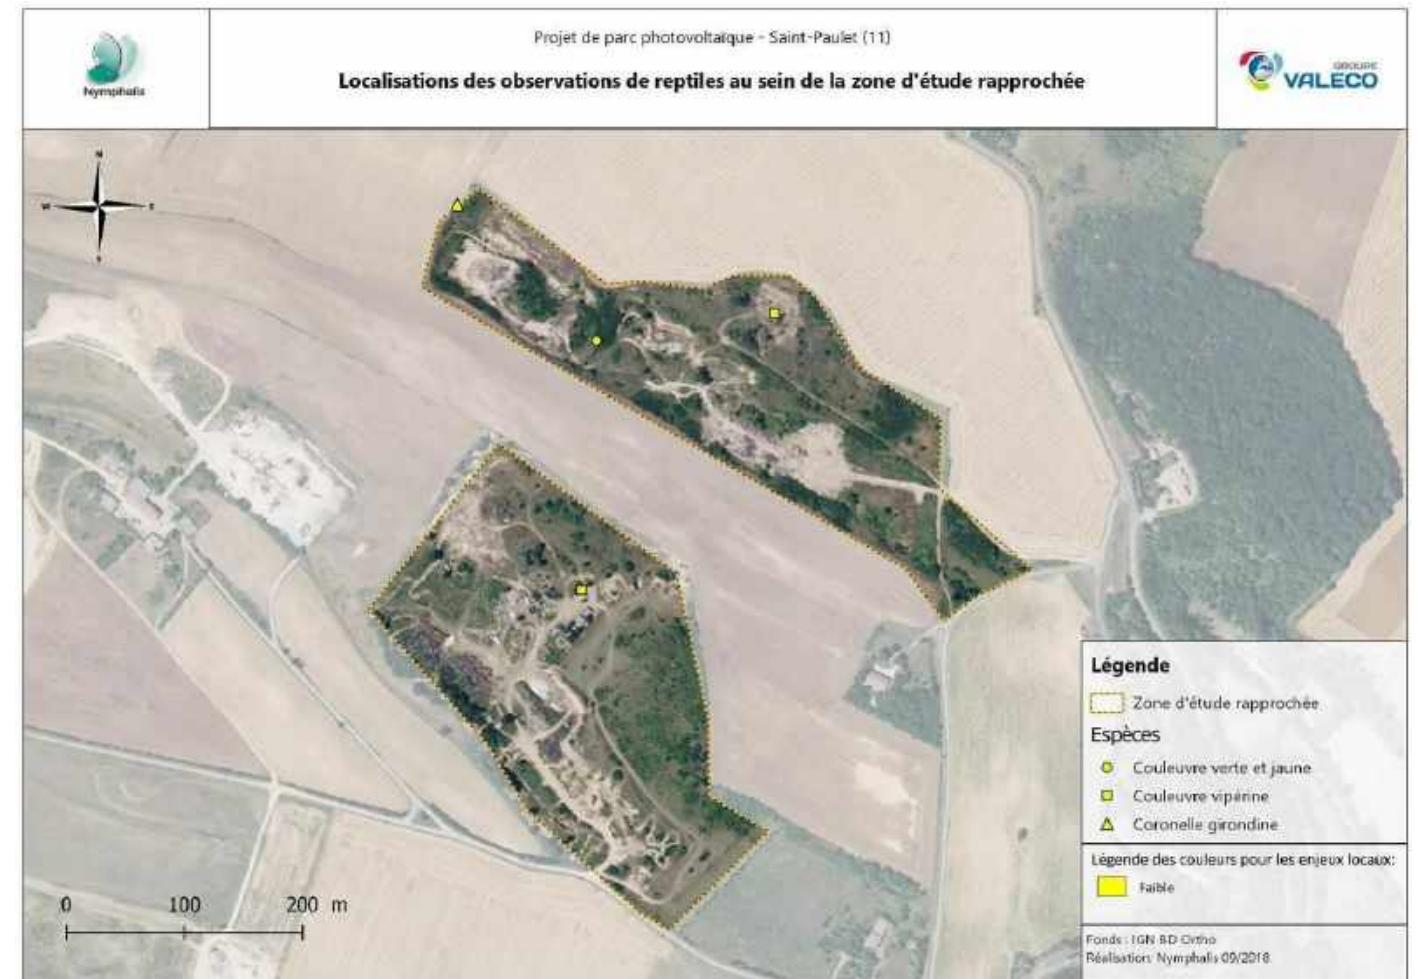 Projet de parc photovoltaïque - Saint-Paulet (11)
Localisations des observations de reptiles au sein de la zone d'étude rapprochée
Nymphalis
GROUPE
VALECO
N
W
E
S
Légende
Zone d'étude rapprochée
Espèces
Couleuvre verte et jaune
Couleuvre vipérine
Coronelle girondine
Légende des couleurs pour les enjeux locaux:
Faible
0 100 200 m
Fonds : IGN BD Ortho
Réalisation: Nymphalis 09/2018